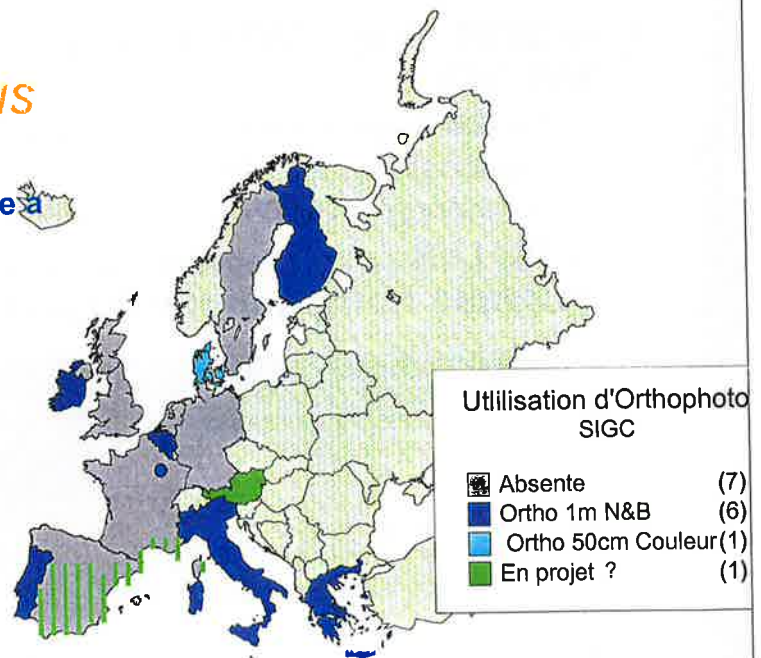 e a
Utlilisation d'Orthophoto
SIGC
Absente (7)
Ortho 1m N&B (6)
Ortho 50cm Couleur (1)
En projet ? (1)